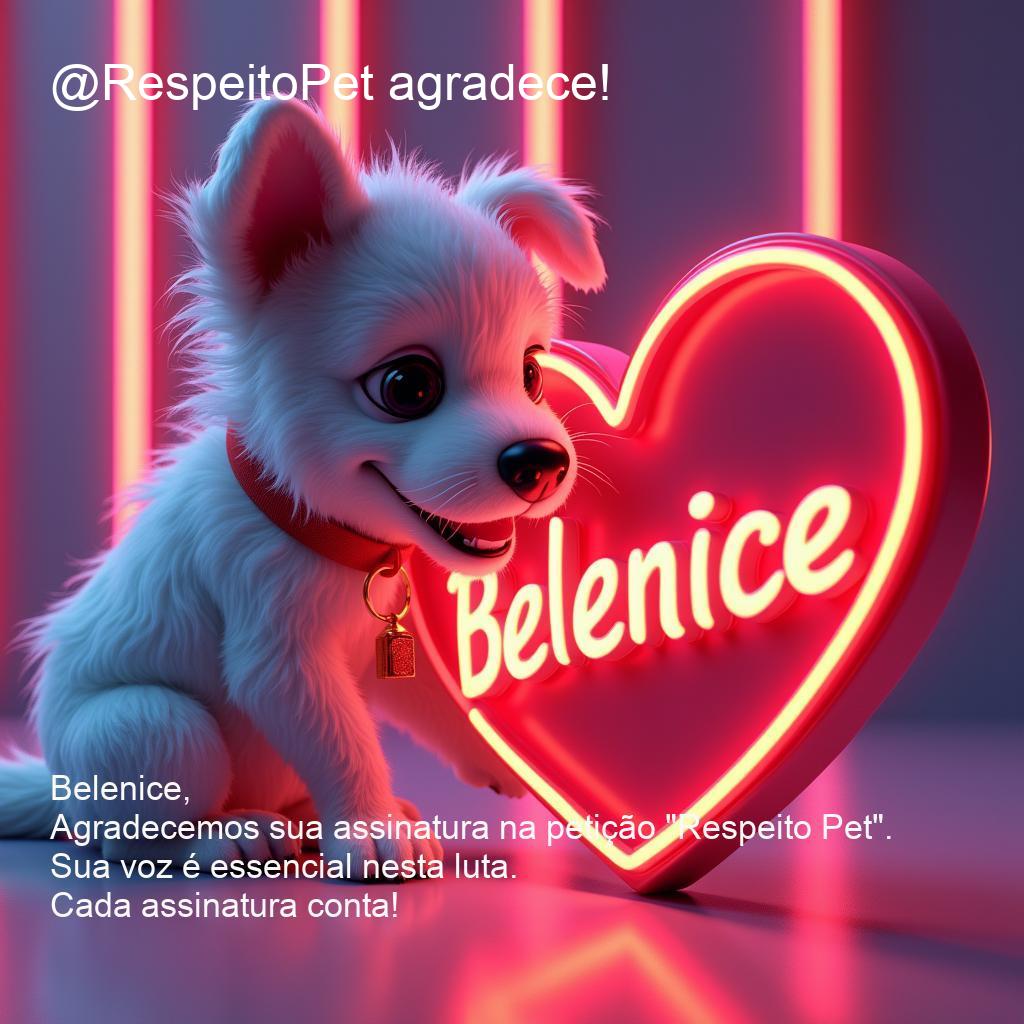 @RespeitoPet agradece!
Belenice
Belenice,
Agradecemos sua assinatura na petição "Respeito Pet".
Sua voz é essencial nesta luta.
Cada assinatura conta!